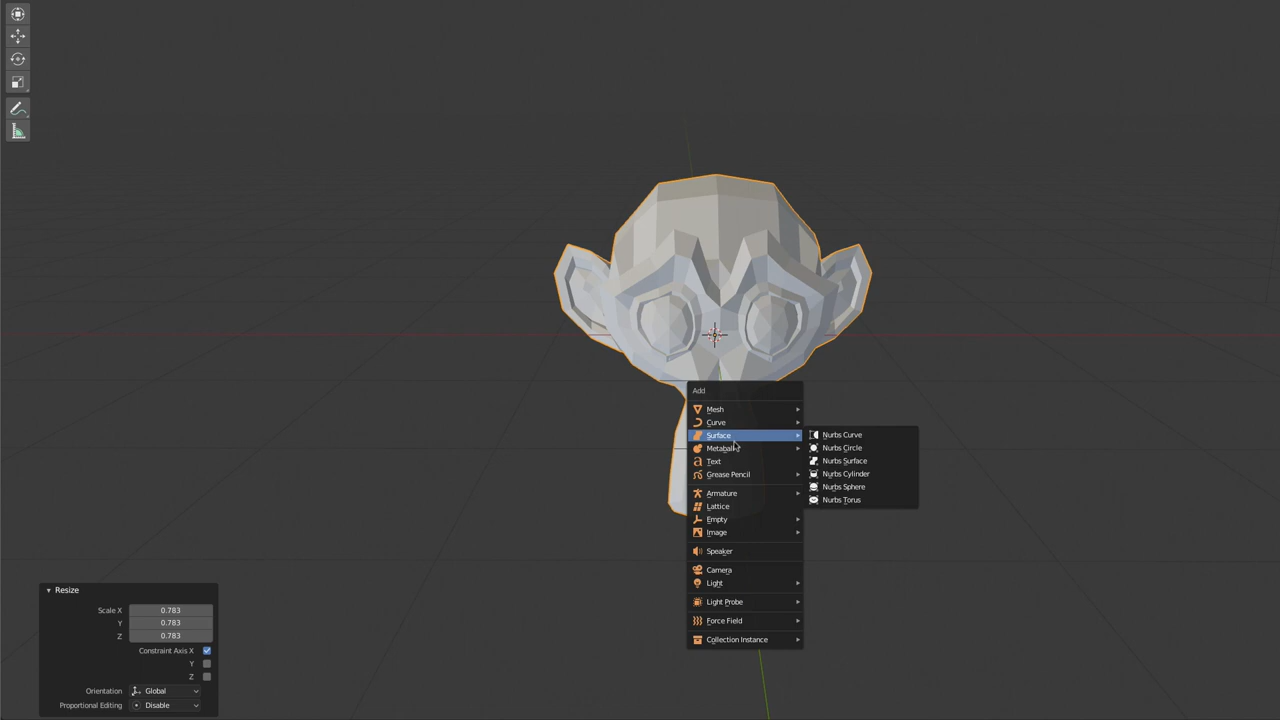 Add
Mesh
Curve
Surface
Metaball
Text
Grease Pencil
Armature
Lattice
Empty
Image
Speaker
Camera
Light
Light Probe
Force Field
Collection Instance
Nurbs Curve
Nurbs Circle
Nurbs Surface
Nurbs Cylinder
Nurbs Sphere
Nurbs Torus
Resize
Scale X 0.783
Y 0.783
Z 0.783
Constraint Axis X
Y
Z
Orientation Global
Proportional Editing Disable